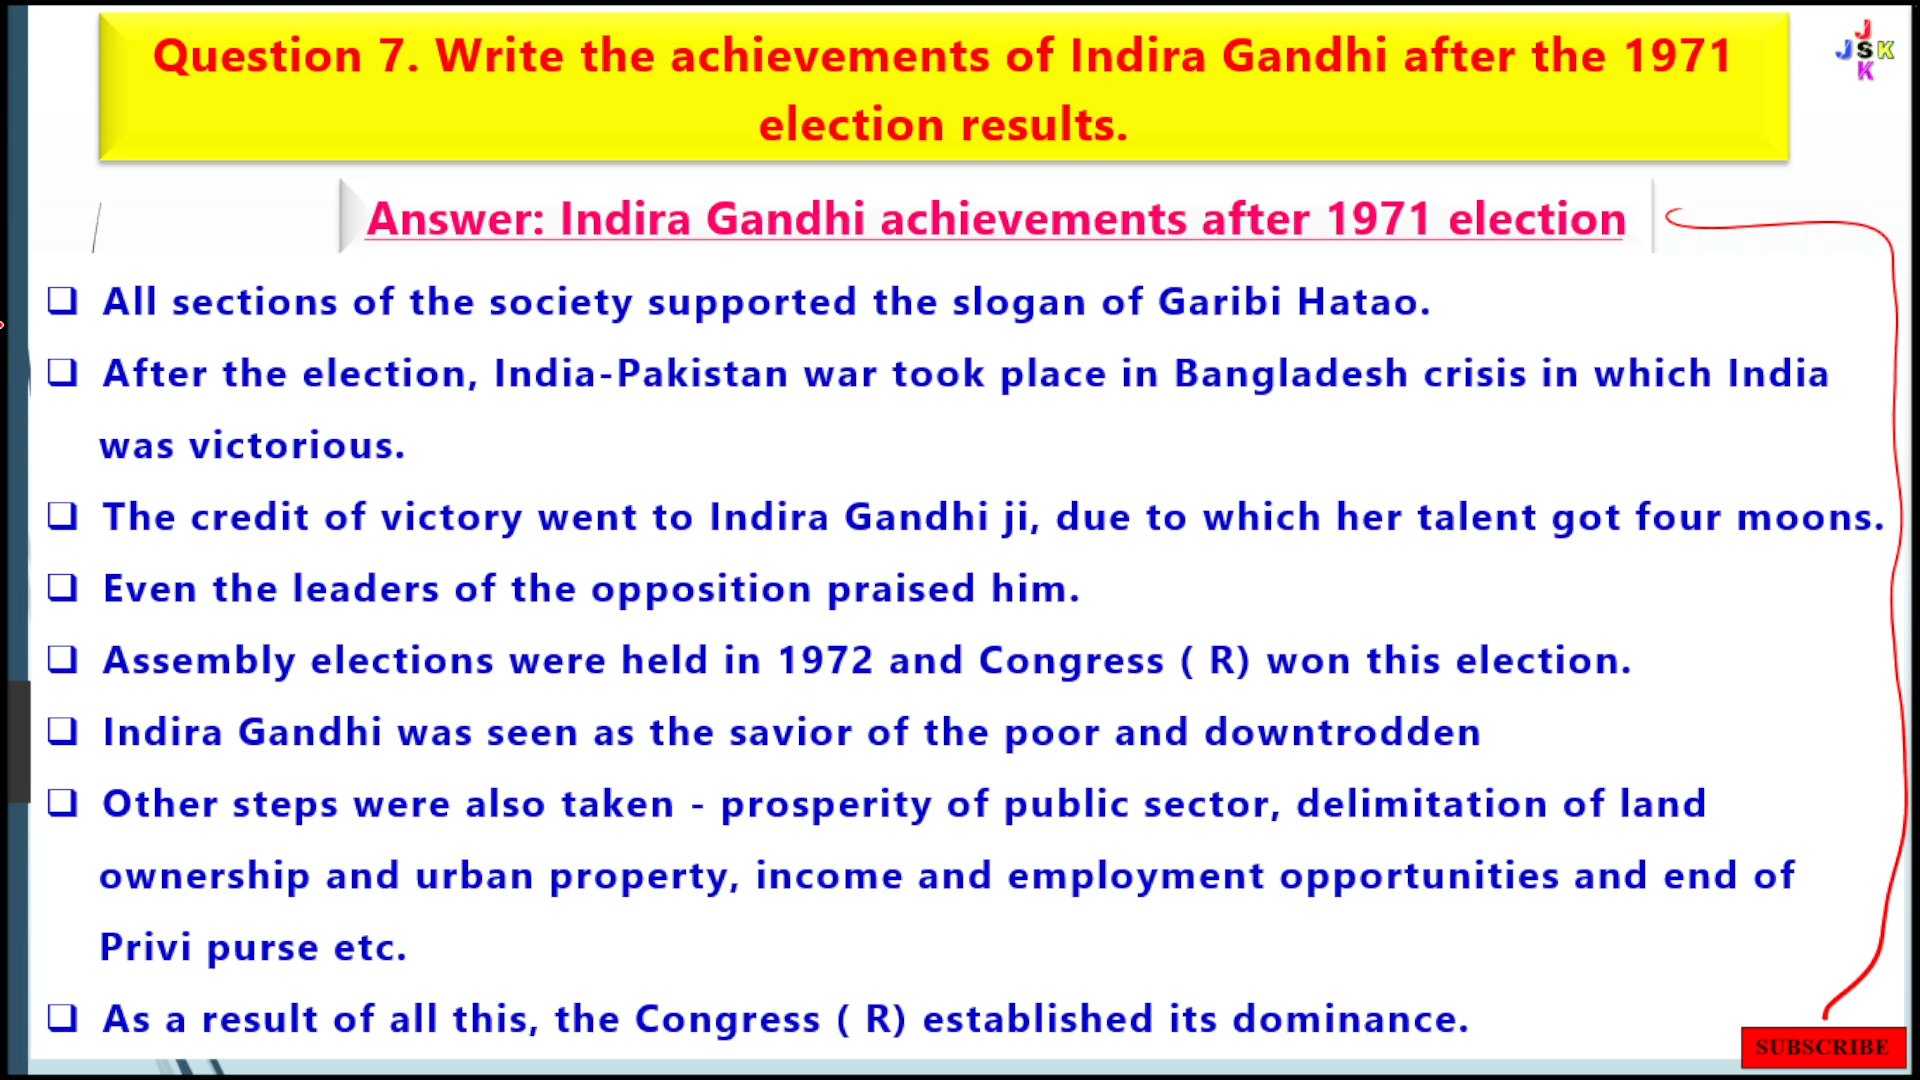 Question 7. Write the achievements of Indira Gandhi after the 1971
election results.
J
J S K
K
Answer: Indira Gandhi achievements after 1971 election
❑ All sections of the society supported the slogan of Garibi Hatao.
❑ After the election, India-Pakistan war took place in Bangladesh crisis in which India
was victorious.
❑ The credit of victory went to Indira Gandhi ji, due to which her talent got four moons.
❑ Even the leaders of the opposition praised him.
❑ Assembly elections were held in 1972 and Congress ( R) won this election.
❑ Indira Gandhi was seen as the savior of the poor and downtrodden
❑ Other steps were also taken - prosperity of public sector, delimitation of land
ownership and urban property, income and employment opportunities and end of
Privi purse etc.
❑ As a result of all this, the Congress ( R) established its dominance.
SUBSCRIBE